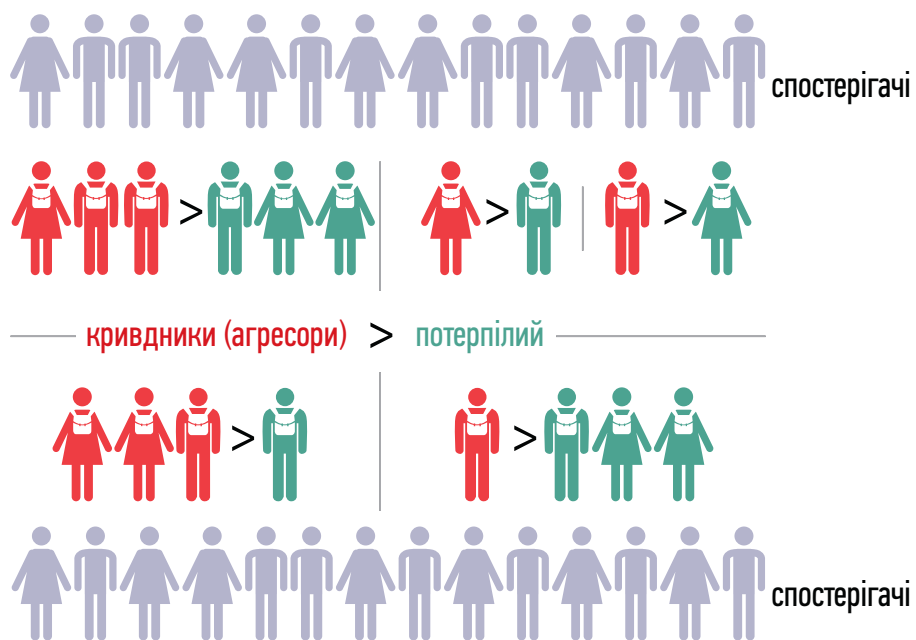 спостерігачі
> > >
кривдники (агресори) > потерпілий
> >
спостерігачі